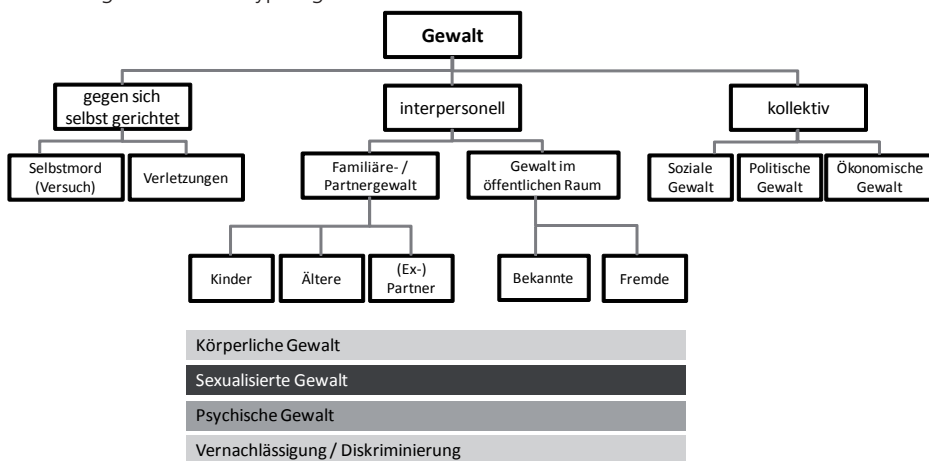 Gewalt
gegen sich
selbst gerichtet
interpersonell
kollektiv
Selbstmord
(Versuch)
Verletzungen
Familiäre- /
Partnergewalt
Gewalt im
öffentlichen Raum
Soziale
Gewalt
Politische
Gewalt
Ökonomische
Gewalt
Kinder
Ältere
(Ex-)
Partner
Bekannte
Fremde
Körperliche Gewalt
Sexualisierte Gewalt
Psychische Gewalt
Vernachlässigung / Diskriminierung